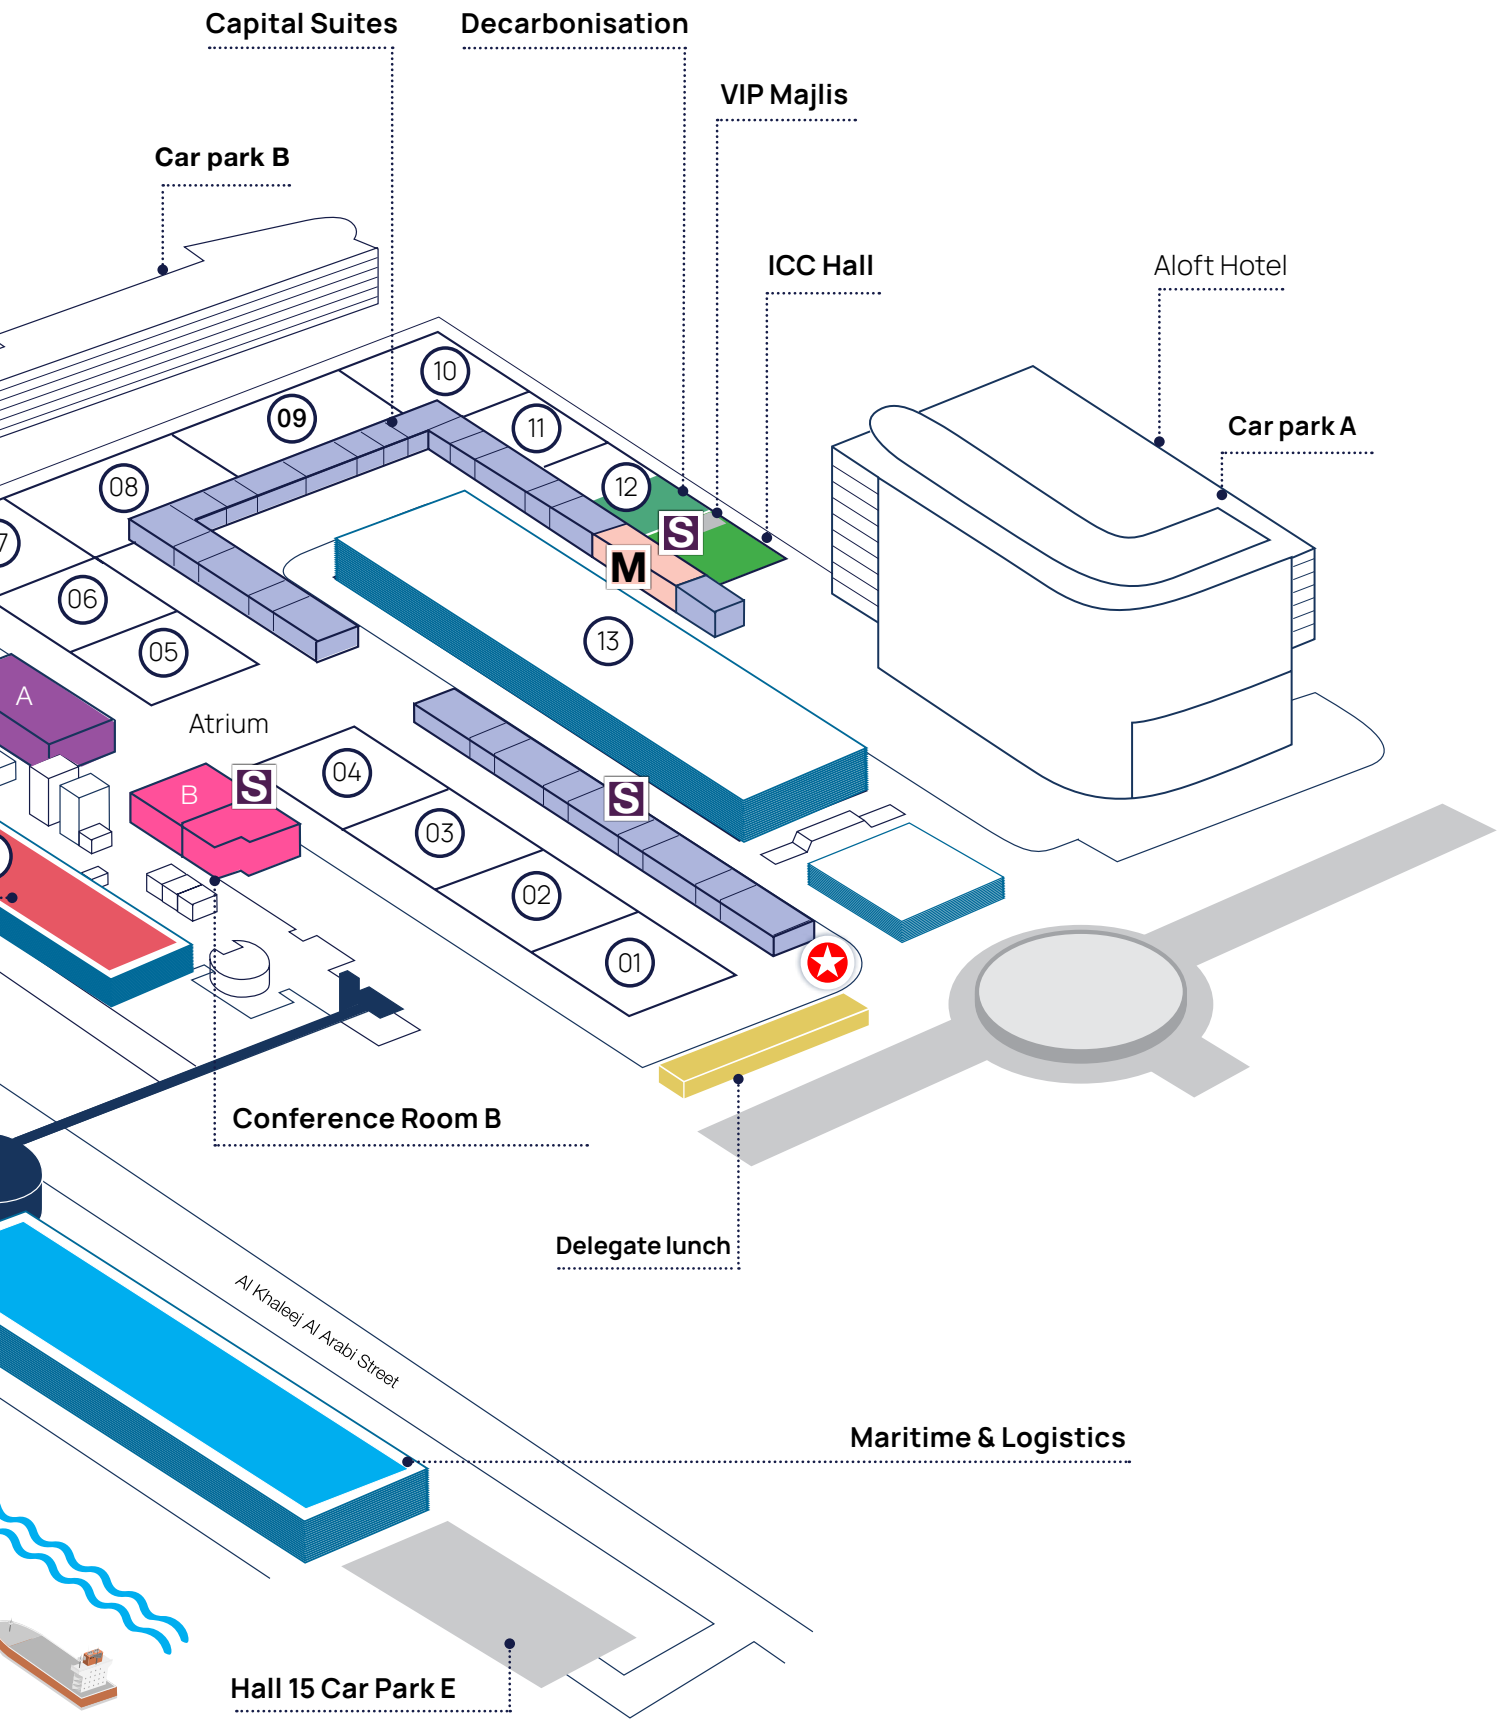 Capital Suites
Decarbonisation
VIP Majlis
Car park B
ICC Hall
Aloft Hotel
Car park A
10
09
11
08
12
S
7
M
06
13
05
A
Atrium
04
B
S
S
03
02
01
Conference Room B
Delegate lunch
Al Khaleej Al Arabi Street
Maritime & Logistics
Hall 15 Car Park E